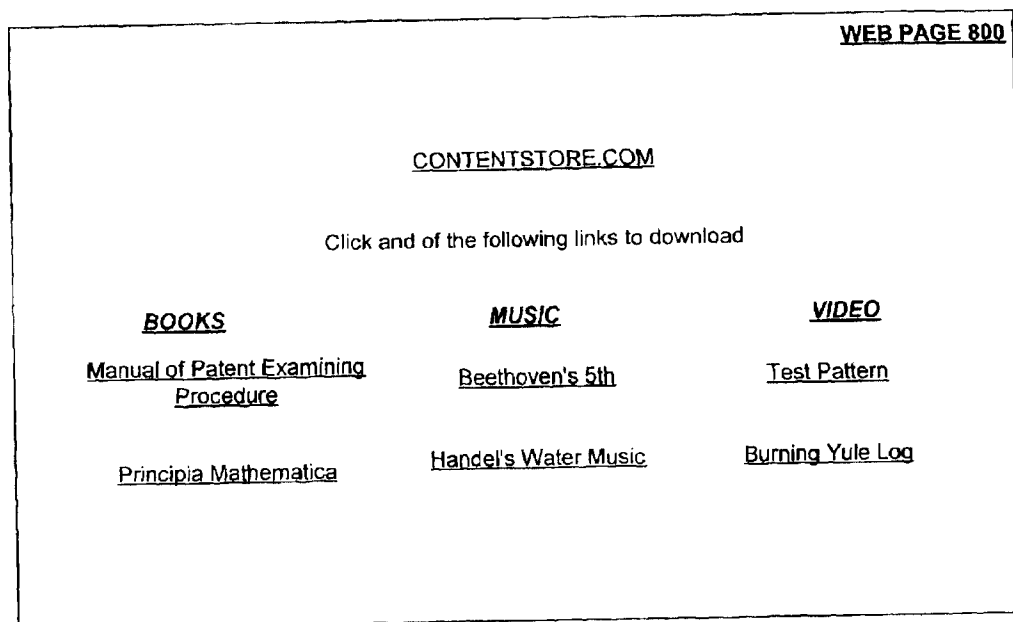 WEB PAGE 800
CONTENTSTORE.COM
Click and of the following links to download
BOOKS
Manual of Patent Examining
Procedure
Principia Mathematica
MUSIC
Beethoven's 5th
Handel's Water Music
VIDEO
Test Pattern
Burning Yule Log